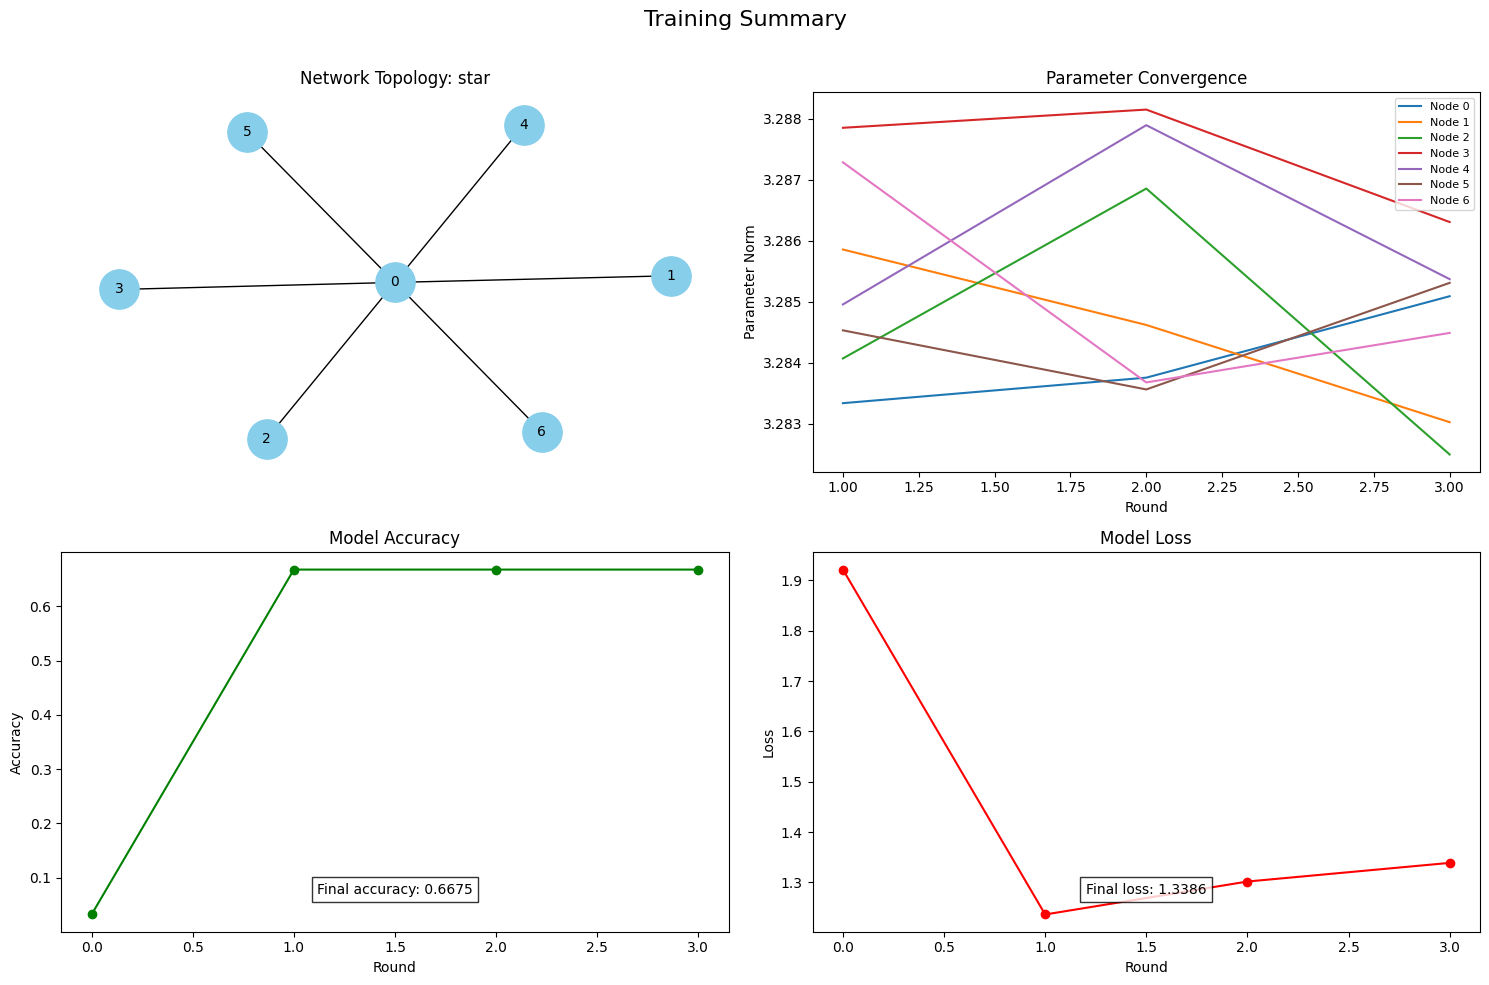 Training Summary
Network Topology: star
5
4
3
0
1
2
6
Parameter Convergence
Parameter Norm
3.288
3.287
3.286
3.285
3.284
3.283
Node 0
Node 1
Node 2
Node 3
Node 4
Node 5
Node 6
1.00 1.25 1.50 1.75 2.00 2.25 2.50 2.75 3.00
Round
Model Accuracy
Accuracy
0.6
0.5
0.4
0.3
0.2
0.1
Final accuracy: 0.6675
0.0 0.5 1.0 1.5 2.0 2.5 3.0
Round
Model Loss
Loss
1.9
1.8
1.7
1.6
1.5
1.4
1.3
Final loss: 1.3386
0.0 0.5 1.0 1.5 2.0 2.5 3.0
Round